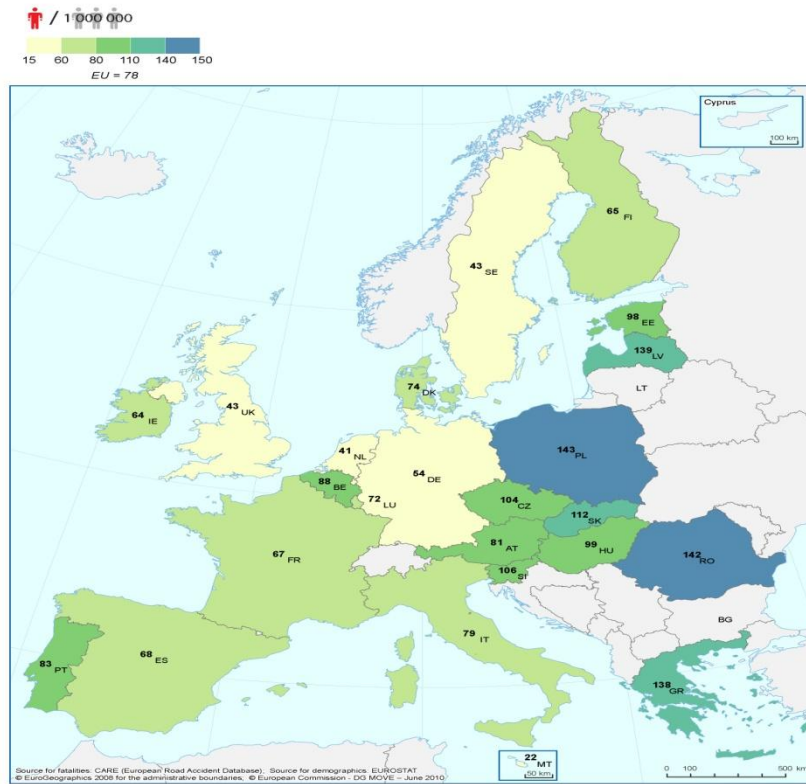 / 1 000 000
15 60 80 110 140 150
EU = 78
Cyprus
100 km
65 FI
43 SE
98 EE
139 LV
LT
74 DK
64 IE
43 UK
41 NL
143 PL
54 DE
88 BE
72 LU
104 CZ
112 SK
81 AT
99 HU
67 FR
106 SI
142 RO
BG
79 IT
68 ES
83 PT
138 GR
22 MT
50 km
0 100 500 km
Source for fatalities: CARE (European Road Accident Database); Source for demographics: EUROSTAT
© EuroGeographics 2006 for the administrative boundaries, © European Commission - DG MOVE – June 2010